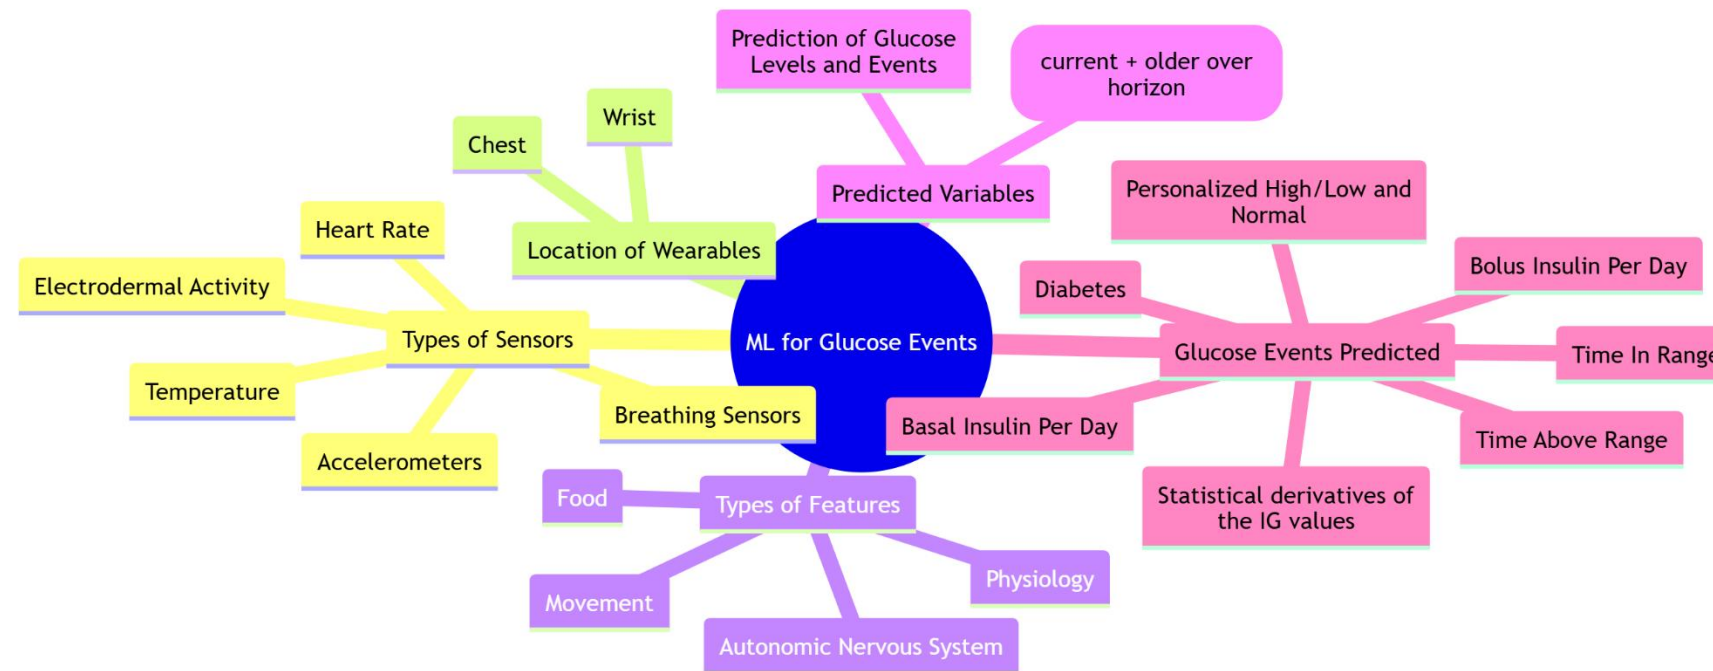 Prediction of Glucose
Levels and Events
current + older over
horizon
Wrist
Chest
Predicted Variables
Personalized High/Low and
Normal
Heart Rate
Location of Wearables
Electrodermal Activity
Diabetes
Bolus Insulin Per Day
Types of Sensors
ML for Glucose Events
Glucose Events Predicted
Time In Range
Temperature
Breathing Sensors
Basal Insulin Per Day
Time Above Range
Accelerometers
Food
Types of Features
Statistical derivatives of
the IG values
Movement
Physiology
Autonomic Nervous System